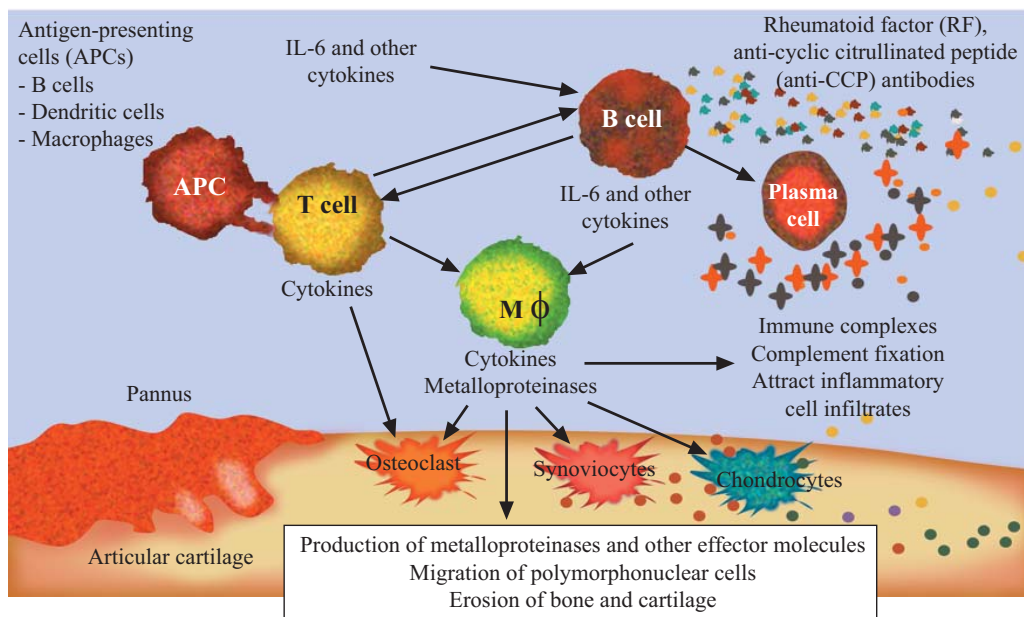 Antigen-presenting
cells (APCs)
- B cells
- Dendritic cells
- Macrophages
IL-6 and other
cytokines
Rheumatoid factor (RF),
anti-cyclic citrullinated peptide
(anti-CCP) antibodies
B cell
APC
T cell
Plasma
cell
IL-6 and other
cytokines
Cytokines
M ϕ
Cytokines
Metalloproteinases
Immune complexes
Complement fixation
Attract inflammatory
cell infiltrates
Pannus
Osteoclast
Synoviocytes
Chondrocytes
Articular cartilage
Production of metalloproteinases and other effector molecules
Migration of polymorphonuclear cells
Erosion of bone and cartilage